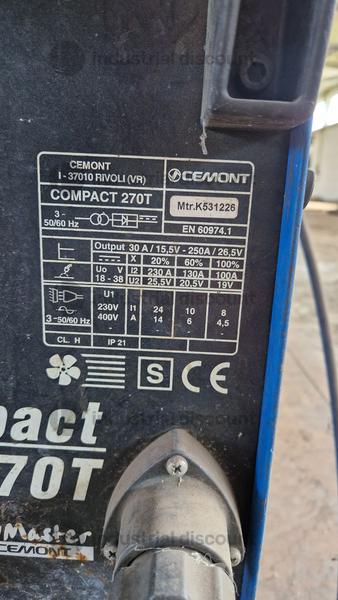 industrial discount
CEMONT
I - 37010 RIVOLI (VR)
CEMONT
COMPACT 270T
Mtr.K531226
3 ~
50/60 Hz
EN 60974.1
Output 30 A / 15,5V - 250A / 26,5V
X 20% 60% 100%
Uo V
18 - 38
I2 230 A 130A 100A
U2 25,5V 20,5V 19V
U1
230V
400V
I1 24 10 8
A 14 6 4,5
3 ~50/60 Hz
CL. H
IP 21
S CE
pact
70T
Master
CEMONT
industrial discount